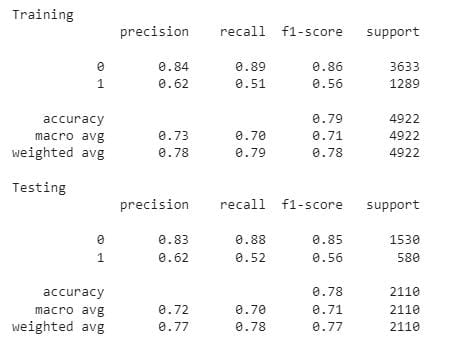 Training
precision recall f1-score support
0 0.84 0.89 0.86 3633
1 0.62 0.51 0.56 1289
accuracy 0.79 4922
macro avg 0.73 0.70 0.71 4922
weighted avg 0.78 0.79 0.78 4922
Testing
precision recall f1-score support
0 0.83 0.88 0.85 1530
1 0.62 0.52 0.56 580
accuracy 0.78 2110
macro avg 0.72 0.70 0.71 2110
weighted avg 0.77 0.78 0.77 2110